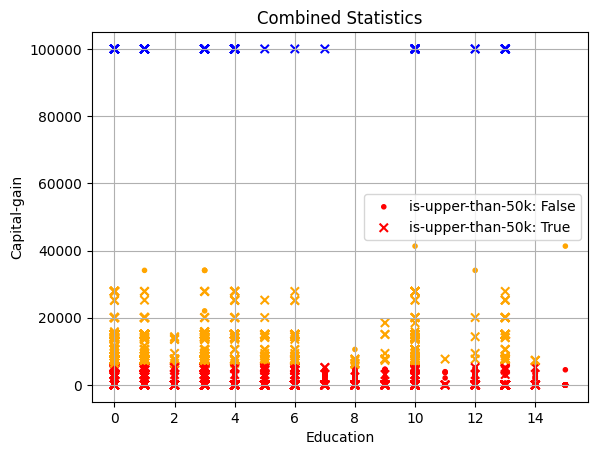 Combined Statistics
100000
80000
60000
40000
20000
0
Capital-gain
is-upper-than-50k: False
is-upper-than-50k: True
0 2 4 6 8 10 12 14
Education